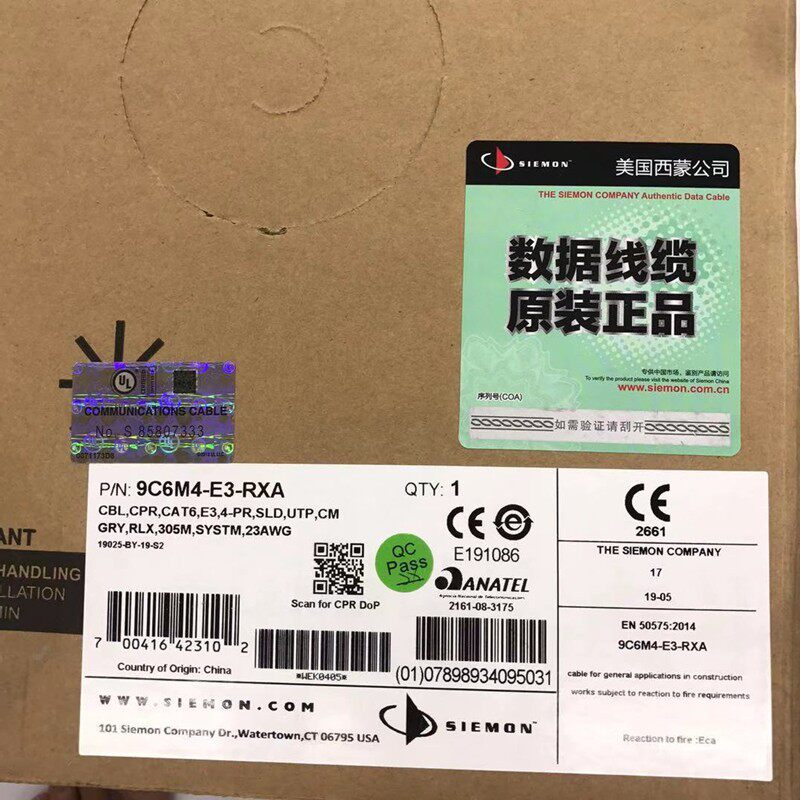 SIEMON
美国西蒙公司
THE SIEMON COMPANY Authentic Data Cable
数据线缆
原装正品
专供中国市场，鉴别产品请访问
To verify the product please visit the website of Siemon China
www.siemon.com.cn
序列号(COA)
如需验证请刮开
UL
COMMUNICATIONS CABLE
No. S 85807333
ANT
HANDLING
LLATION
MIN
P/N: 9C6M4-E3-RXA
QTY: 1
CBL,CPR,CAT6,E3,4-PR,SLD,UTP,CM
GRY,RLX,305M,SYSTM,23AWG
19025-BY-19-S2
Scan for CPR DoP
QC
Pass
CE
E191086
ANATEL
Agência Nacional de Telecomunicações
2161-08-3175
7 00416 42310 2
Country of Origin: China
*WEK0405*
(01)07898934095031
WWW.SIEMON.COM
101 Siemon Company Dr.,Watertown,CT 06795 USA
SIEMON
CE
2661
THE SIEMON COMPANY
17
19-05
EN 50575:2014
9C6M4-E3-RXA
cable for general applications in construction
works subject to reaction to fire requirements
Reaction to fire :Eca